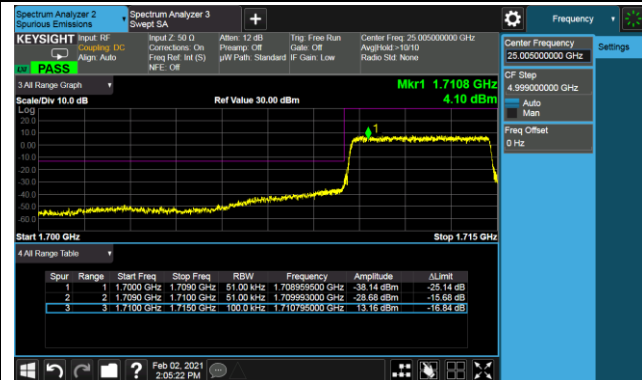 Spectrum Analyzer 2
Spurious Emissions
Spectrum Analyzer 3
Swept SA
Frequency
KEYSIGHT
Input: RF
Coupling: DC
Align: Auto
Input Z: 50 Ω
Corrections: On
Freq Ref: Int (S)
NFE: Off
Atten: 12 dB
Preamp: Off
µW Path: Standard
Trig: Free Run
Gate: Off
IF Gain: Low
Center Freq: 25.005000000 GHz
Avg|Hold:>10/10
Radio Std: None
PASS
Center Frequency
25.005000000 GHz
Settings
CF Step
4.999000000 GHz
Auto
Man
Freq Offset
0 Hz
3 All Range Graph
Mkr1 1.7108 GHz
4.10 dBm
Scale/Div 10.0 dB
Ref Value 30.00 dBm
Log
20.0
10.0
0.00
-10.0
-20.0
-30.0
-40.0
-50.0
-60.0
1
Start 1.700 GHz
Stop 1.715 GHz
4 All Range Table
Spur Range Start Freq Stop Freq RBW Frequency Amplitude ΔLimit
1 1 1.7000 GHz 1.7090 GHz 51.00 kHz 1.708959500 GHz -38.14 dBm -25.14 dB
2 2 1.7090 GHz 1.7100 GHz 51.00 kHz 1.709993000 GHz -28.68 dBm -15.68 dB
3 3 1.7100 GHz 1.7150 GHz 100.0 kHz 1.710795000 GHz 13.16 dBm -16.84 dB
Feb 02, 2021
2:05:22 PM